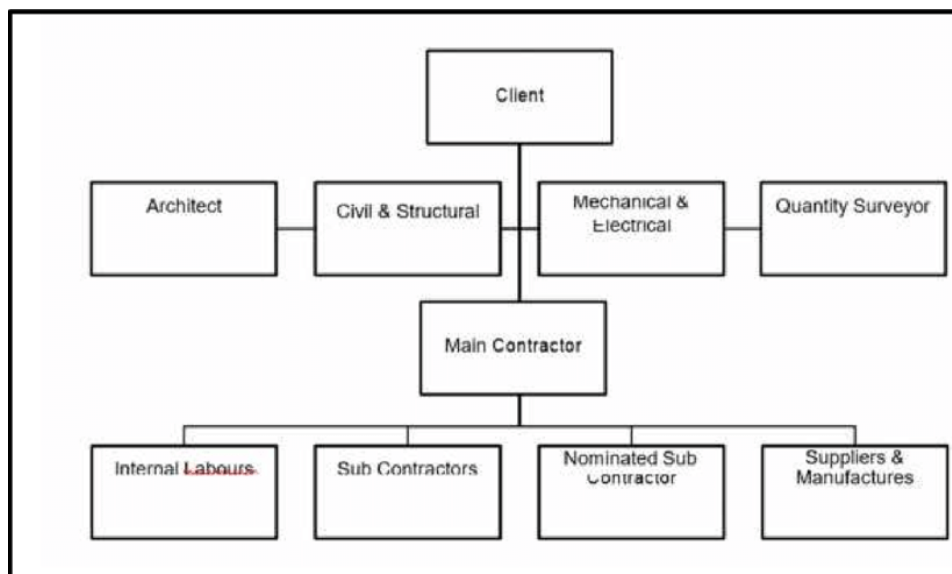 Client
Architect
Civil & Structural
Mechanical &
Electrical
Quantity Surveyor
Main Contractor
Internal Labours
Sub Contractors
Nominated Sub
Contractor
Suppliers &
Manufactures